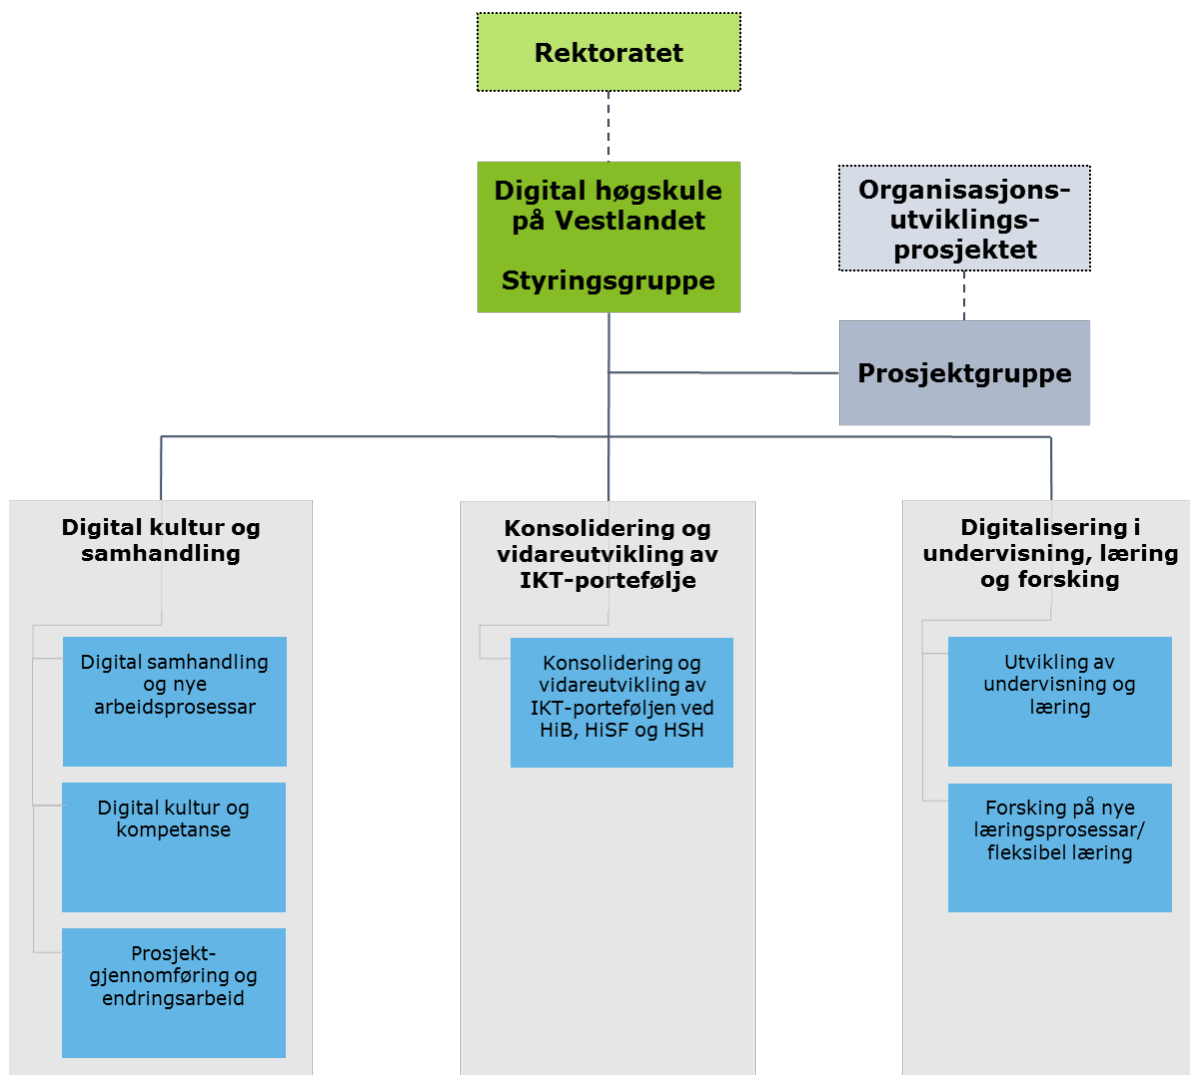 Rektoratet
Digital høgskule
på Vestlandet
Styringsgruppe
Organisasjons-
utviklings-
prosjektet
Prosjektgruppe
Digital kultur og
samhandling
Digital samhandling
og nye
arbeidsprosessar
Digital kultur og
kompetanse
Prosjekt-
gjennomføring og
endringsarbeid
Konsolidering og
vidareutvikling av
IKT-portefølje
Konsolidering og
vidareutvikling av
IKT-porteføljen ved
HiB, HiSF og HSH
Digitalisering i
undervisning, læring
og forsking
Utvikling av
undervisning og
læring
Forsking på nye
læringsprosessar/
fleksibel læring